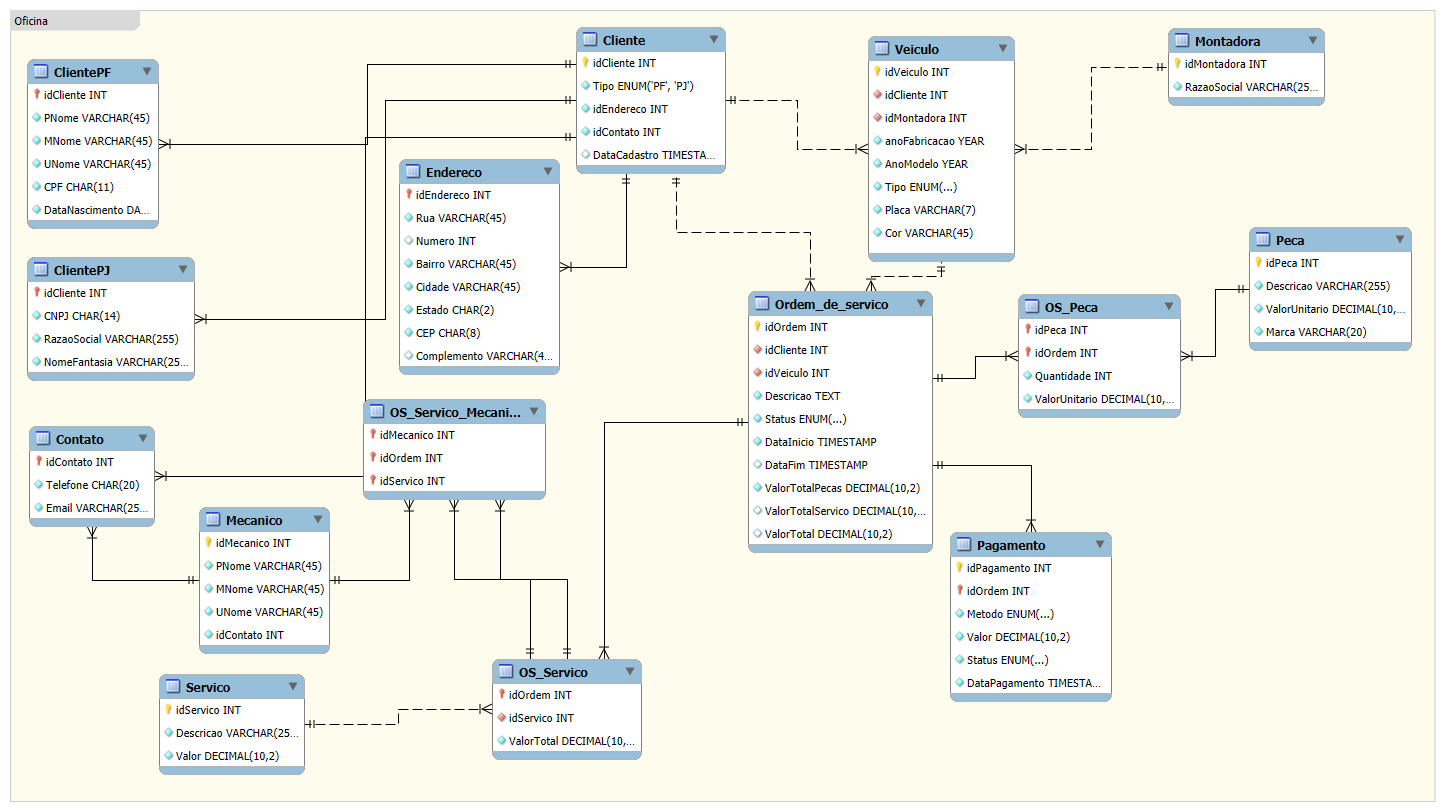 Oficina
ClientePF
idCliente INT
PNome VARCHAR(45)
MNome VARCHAR(45)
UNome VARCHAR(45)
CPF CHAR(11)
DataNascimento DA...
ClientePJ
idCliente INT
CNPJ CHAR(14)
RazaoSocial VARCHAR(255)
NomeFantasia VARCHAR(25...
Contato
idContato INT
Telefone CHAR(20)
Email VARCHAR(25...
Mecanico
idMecanico INT
PNome VARCHAR(45)
MNome VARCHAR(45)
UNome VARCHAR(45)
idContato INT
Servico
idServico INT
Descricao VARCHAR(25...
Valor DECIMAL(10,2)
Cliente
idCliente INT
Tipo ENUM('PF', 'PJ')
idEndereco INT
idContato INT
DataCadastro TIMESTA...
Endereco
idEndereco INT
Rua VARCHAR(45)
Numero INT
Bairro VARCHAR(45)
Cidade VARCHAR(45)
Estado CHAR(2)
CEP CHAR(8)
Complemento VARCHAR(4...
OS_Servico_Mecani...
idMecanico INT
idOrdem INT
idServico INT
OS_Servico
idOrdem INT
idServico INT
ValorTotal DECIMAL(10,...
Veiculo
idVeiculo INT
idCliente INT
idMontadora INT
anoFabricacao YEAR
AnoModelo YEAR
Tipo ENUM(...)
Placa VARCHAR(7)
Cor VARCHAR(45)
Ordem_de_servico
idOrdem INT
idCliente INT
idVeiculo INT
Descricao TEXT
Status ENUM(...)
DataInicio TIMESTAMP
DataFim TIMESTAMP
ValorTotalPecas DECIMAL(10,2)
ValorTotalServico DECIMAL(10,...
ValorTotal DECIMAL(10,2)
Montadora
idMontadora INT
RazaoSocial VARCHAR(25...
Peca
idPeca INT
Descricao VARCHAR(255)
ValorUnitario DECIMAL(10,...
Marca VARCHAR(20)
OS_Peca
idPeca INT
idOrdem INT
Quantidade INT
ValorUnitario DECIMAL(10,...
Pagamento
idPagamento INT
idOrdem INT
Metodo ENUM(...)
Valor DECIMAL(10,2)
Status ENUM(...)
DataPagamento TIMESTA...